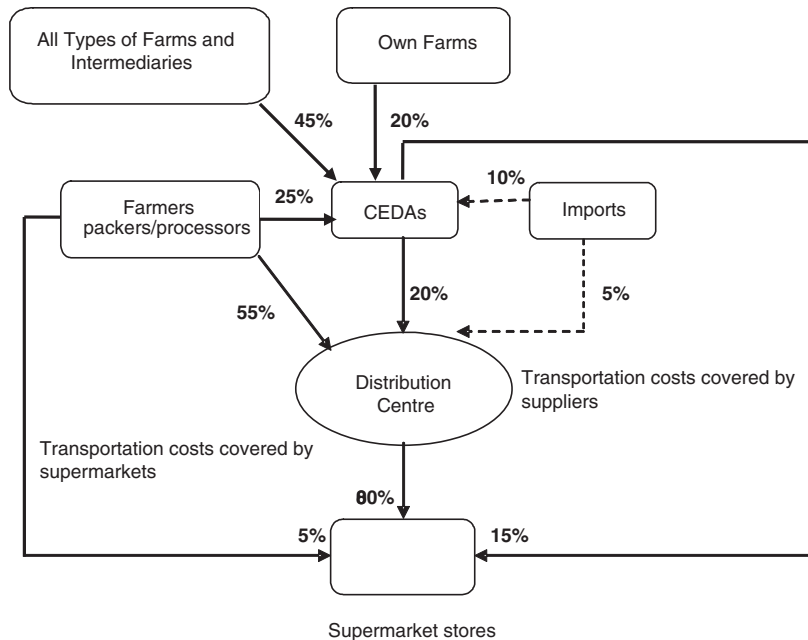 All Types of Farms and
Intermediaries
Own Farms
45%
20%
10%
Farmers
packers/processors
25%
CEDAs
Imports
20%
5%
55%
Distribution
Centre
Transportation costs covered by
suppliers
Transportation costs covered by
supermarkets
5%
15%
Supermarket stores